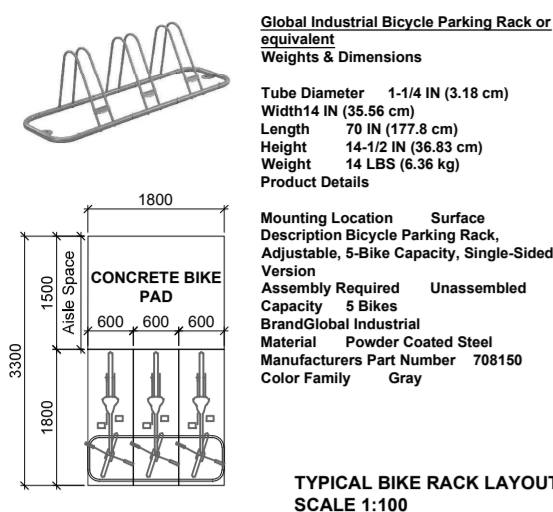 Global Industrial Bicycle Parking Rack or
equivalent
Weights & Dimensions
Tube Diameter 1-1/4 IN (3.18 cm)
Width14 IN (35.56 cm)
Length 70 IN (177.8 cm)
Height 14-1/2 IN (36.83 cm)
Weight 14 LBS (6.36 kg)
Product Details
Mounting Location Surface
Description Bicycle Parking Rack,
Adjustable, 5-Bike Capacity, Single-Sided
Version
Assembly Required Unassembled
Capacity 5 Bikes
BrandGlobal Industrial
Material Powder Coated Steel
Manufacturers Part Number 708150
Color Family Gray
1800
3300
1500
Aisle Space
CONCRETE BIKE
PAD
600 600 600
1800
TYPICAL BIKE RACK LAYOUT
SCALE 1:100